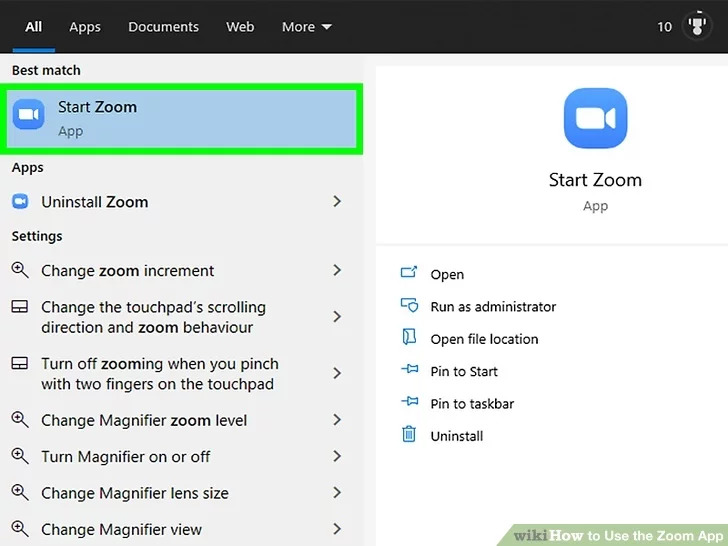 All Apps Documents Web More 10
Best match
Start Zoom
App
Apps
Uninstall Zoom
Settings
Change zoom increment
Change the touchpad's scrolling
direction and zoom behaviour
Turn off zooming when you pinch
with two fingers on the touchpad
Change Magnifier zoom level
Turn Magnifier on or off
Change Magnifier lens size
Change Magnifier view
Start Zoom
App
Open
Run as administrator
Open file location
Pin to Start
Pin to taskbar
Uninstall
wikiHow to Use the Zoom App